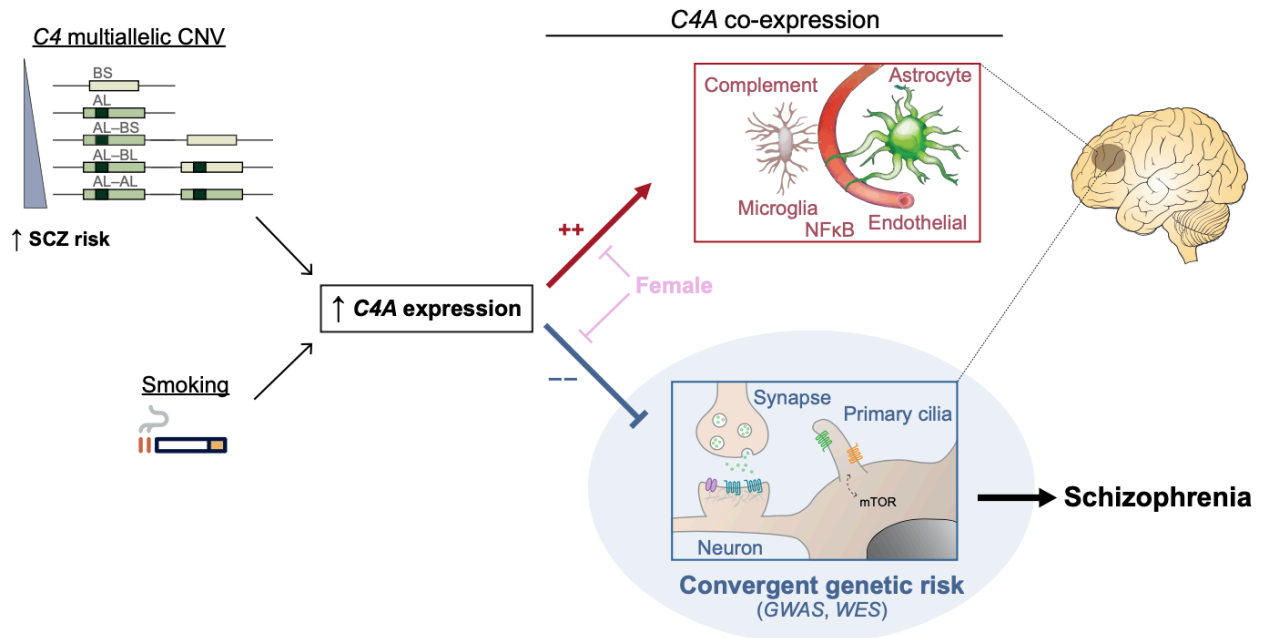 C4 multiallelic CNV
BS
AL
AL–BS
AL–BL
AL–AL
↑ SCZ risk
Smoking
↑ C4A expression
++
−−
Female
C4A co-expression
Complement
Astrocyte
Microglia
NFκB
Endothelial
Synapse
Primary cilia
mTOR
Neuron
Convergent genetic risk
(GWAS, WES)
Schizophrenia